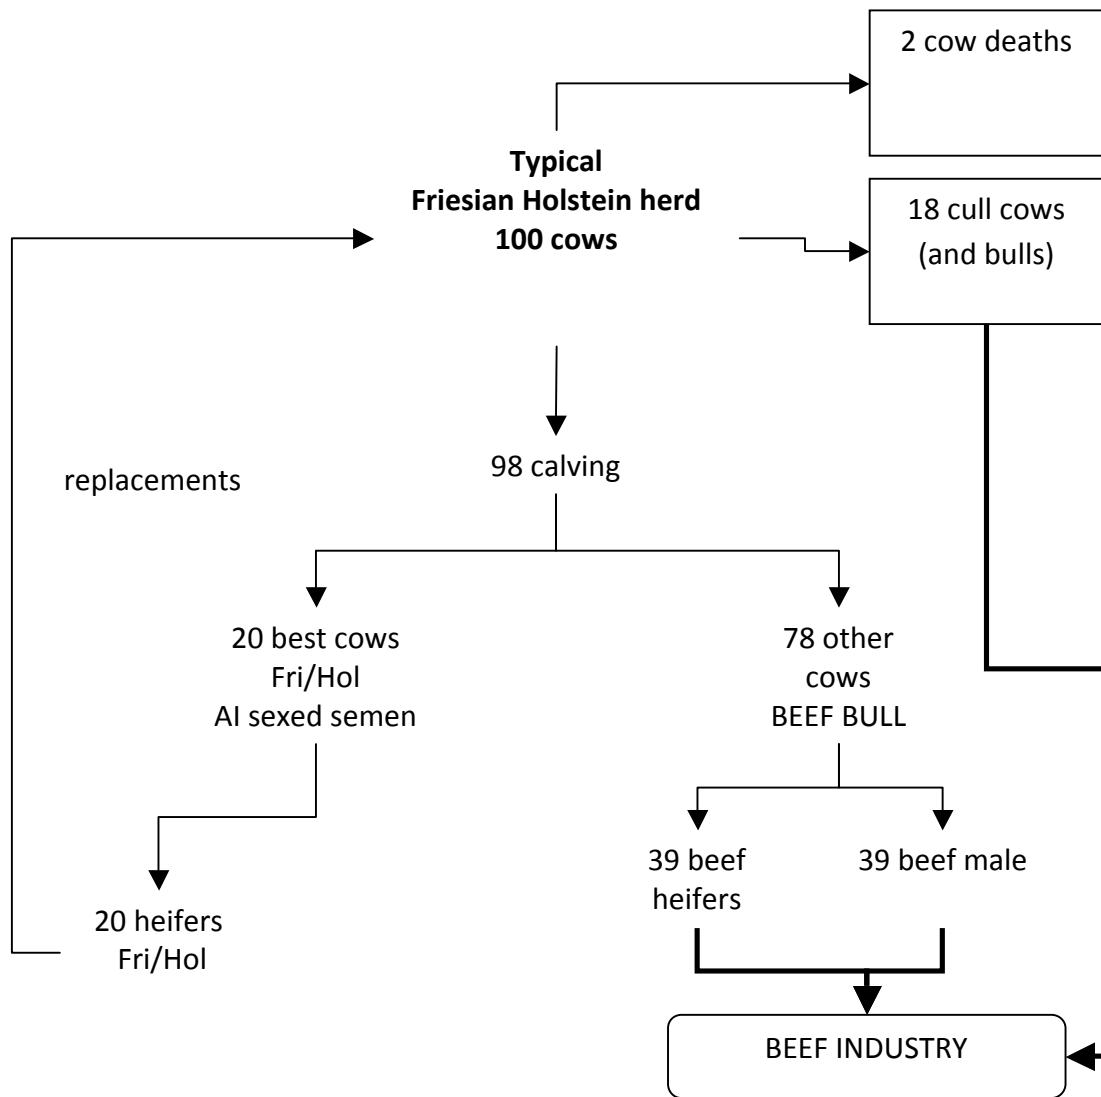 2 cow deaths
Typical
Friesian Holstein herd
100 cows
18 cull cows
(and bulls)
98 calving
replacements
20 best cows
Fri/Hol
AI sexed semen
78 other
cows
BEEF BULL
39 beef
heifers
39 beef male
20 heifers
Fri/Hol
BEEF INDUSTRY